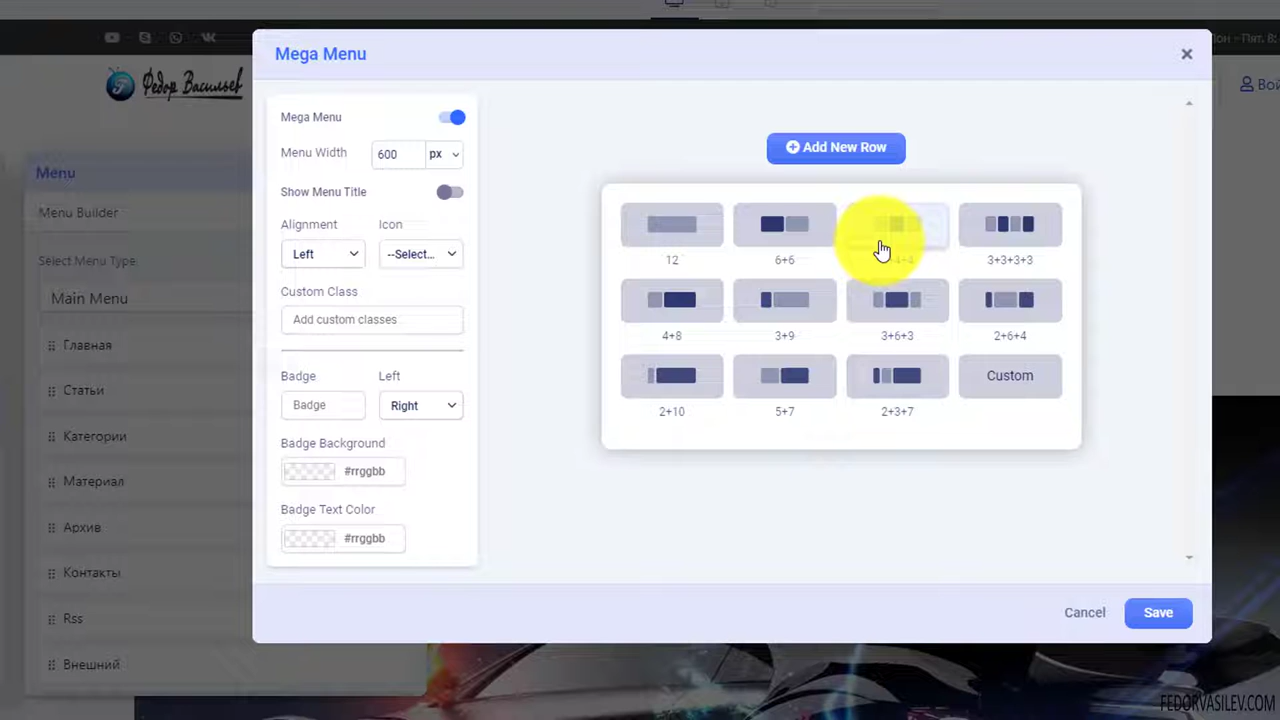 Mega Menu
Федор Васильев
Menu
Menu Builder
Select Menu Type
Main Menu
Главная
Статьи
Категории
Материал
Архив
Контакты
Rss
Внешний
Mega Menu
Menu Width
600
px
Show Menu Title
Alignment
Icon
Left
--Select...
Custom Class
Add custom classes
Badge
Left
Badge
Right
Badge Background
#rrggbb
Badge Text Color
#rrggbb
Add New Row
12
6+6
3+3+3+3
4+8
3+9
3+6+3
2+6+4
2+10
5+7
2+3+7
Custom
Cancel
Save
FEDORVASILEV.COM